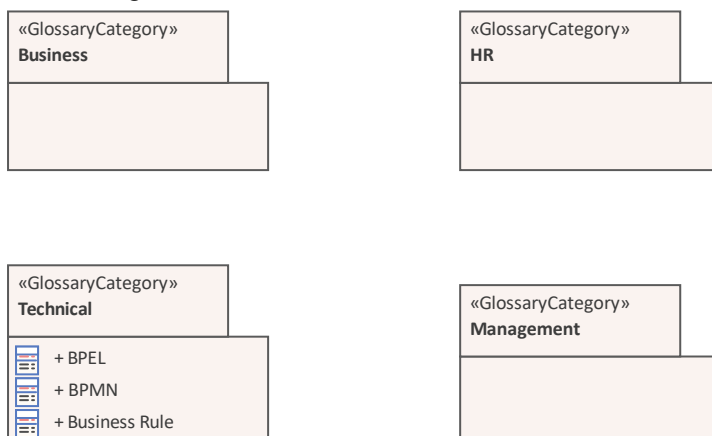 «GlossaryCategory»
Business
«GlossaryCategory»
HR
«GlossaryCategory»
Technical
+ BPEL
+ BPMN
+ Business Rule
«GlossaryCategory»
Management